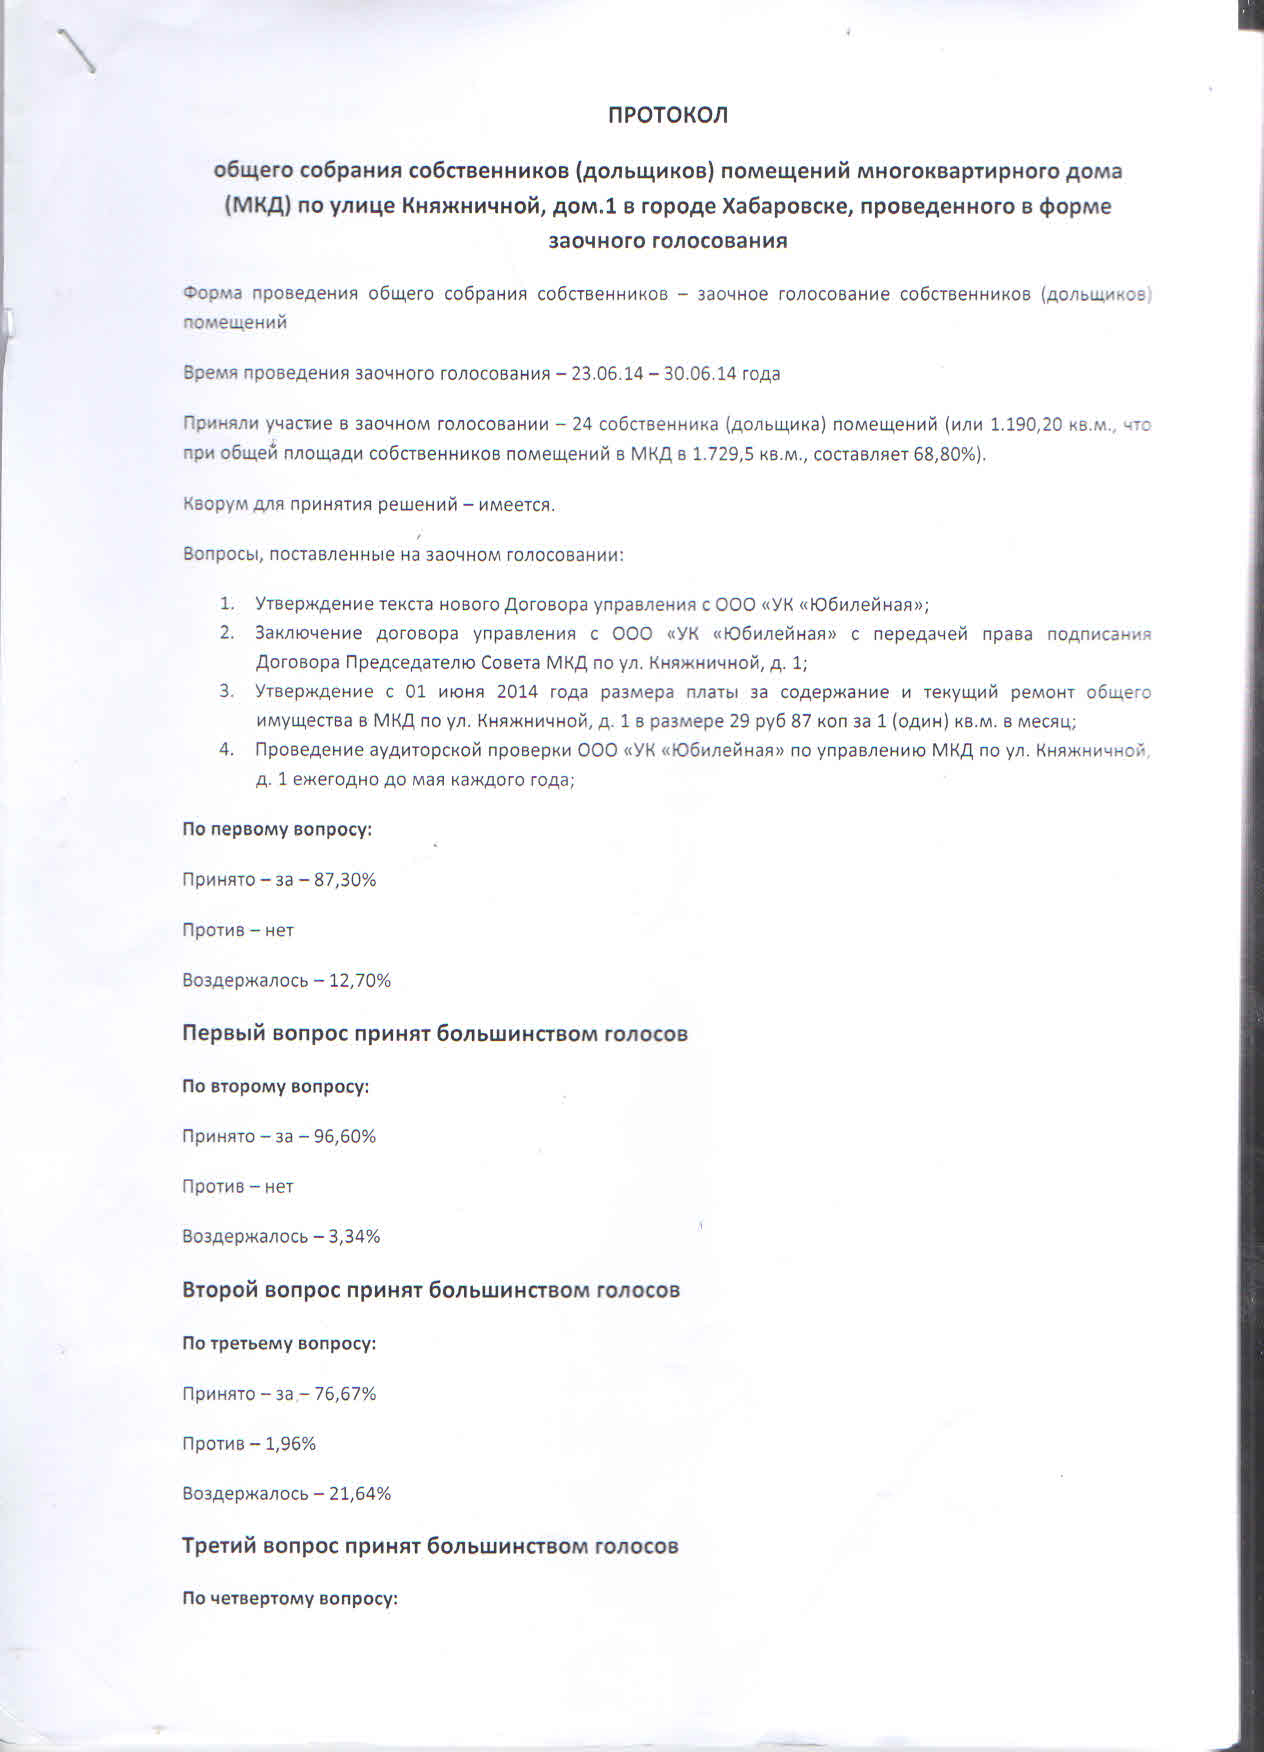 ПРОТОКОЛ
общего собрания собственников (дольщиков) помещений многоквартирного дома
(МКД) по улице Княжничной, дом.1 в городе Хабаровске, проведенного в форме
заочного голосования
Форма проведения общего собрания собственников – заочное голосование собственников (дольщиков)
помещений
Время проведения заочного голосования – 23.06.14 – 30.06.14 года
Приняли участие в заочном голосовании – 24 собственника (дольщика) помещений (или 1.190,20 кв.м., что
при общей площади собственников помещений в МКД в 1.729,5 кв.м., составляет 68,80%).
Кворум для принятия решений – имеется.
Вопросы, поставленные на заочном голосовании:
1. Утверждение текста нового Договора управления с ООО «УК «Юбилейная»;
2. Заключение договора управления с ООО «УК «Юбилейная» с передачей права подписания
Договора Председателю Совета МКД по ул. Княжничной, д. 1;
3. Утверждение с 01 июня 2014 года размера платы за содержание и текущий ремонт общего
имущества в МКД по ул. Княжничной, д. 1 в размере 29 руб 87 коп за 1 (один) кв.м. в месяц;
4. Проведение аудиторской проверки ООО «УК «Юбилейная» по управлению МКД по ул. Княжничной,
д. 1 ежегодно до мая каждого года;
По первому вопросу:
Принято – за – 87,30%
Против – нет
Воздержалось – 12,70%
Первый вопрос принят большинством голосов
По второму вопросу:
Принято – за – 96,60%
Против – нет
Воздержалось – 3,34%
Второй вопрос принят большинством голосов
По третьему вопросу:
Принято – за – 76,67%
Против – 1,96%
Воздержалось – 21,64%
Третий вопрос принят большинством голосов
По четвертому вопросу: